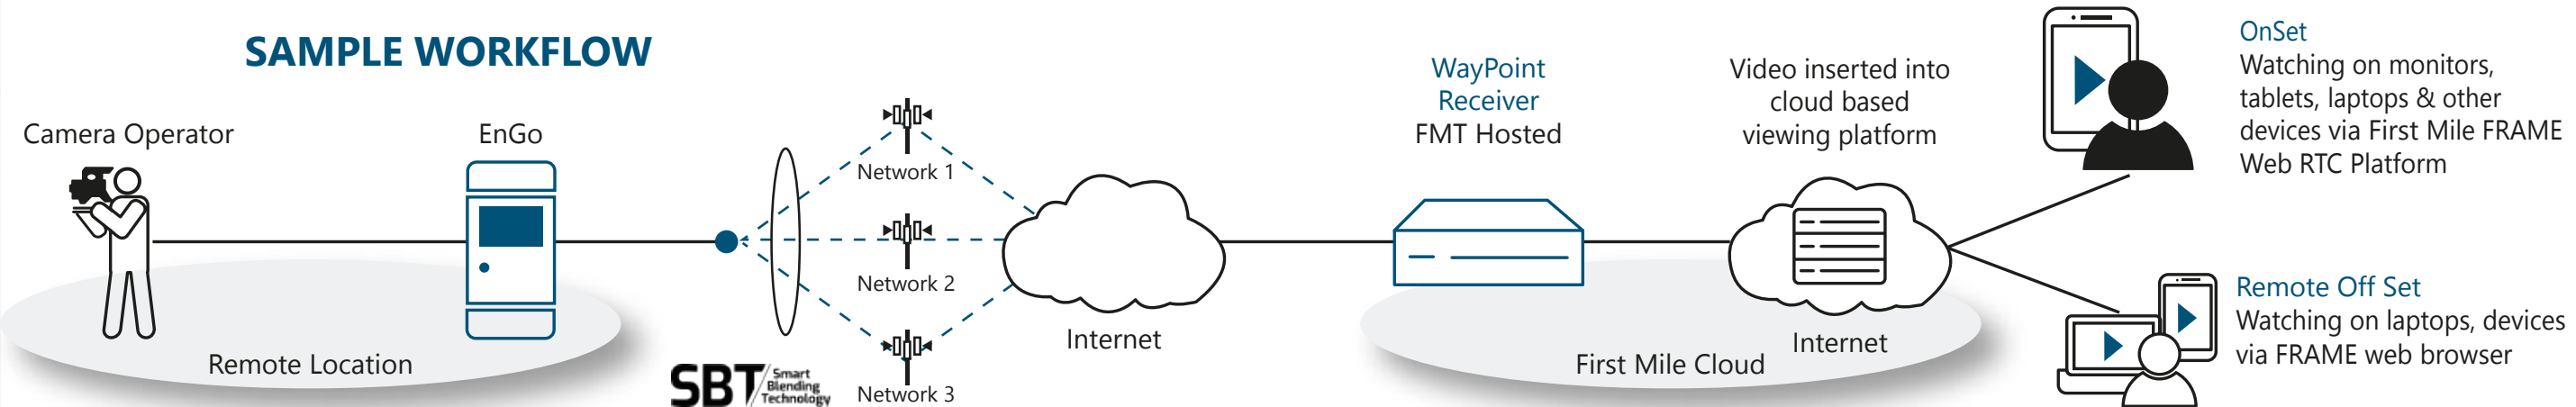 SAMPLE WORKFLOW
Camera Operator
EnGo
Remote Location
SBT Smart
Blending
Technology
Network 1
Network 2
Network 3
Internet
WayPoint
Receiver
FMT Hosted
Video inserted into
cloud based
viewing platform
First Mile Cloud
Internet
OnSet
Watching on monitors,
tablets, laptops & other
devices via First Mile FRAME
Web RTC Platform
Remote Off Set
Watching on laptops, devices
via FRAME web browser